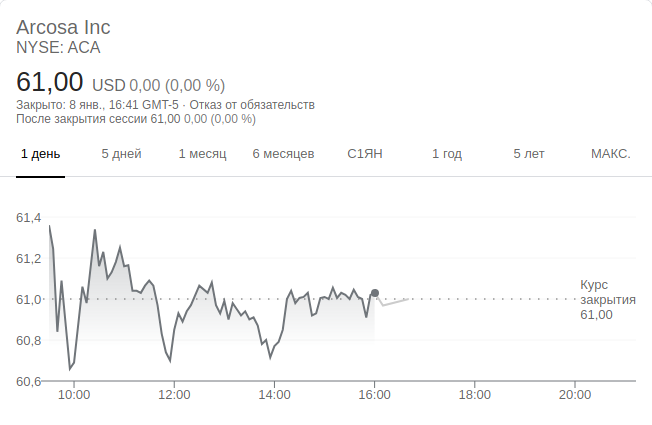 Arcosa Inc
NYSE: ACA
61,00 USD 0,00 (0,00 %)
Закрыто: 8 янв., 16:41 GMT-5 · Отказ от обязательств
После закрытия сессии 61,00 0,00 (0,00 %)
1 день 5 дней 1 месяц 6 месяцев С1ЯН 1 год 5 лет МАКС.
61,4
61,2
61,0
60,8
60,6
Курс
закрытия
61,00
10:00 12:00 14:00 16:00 18:00 20:00